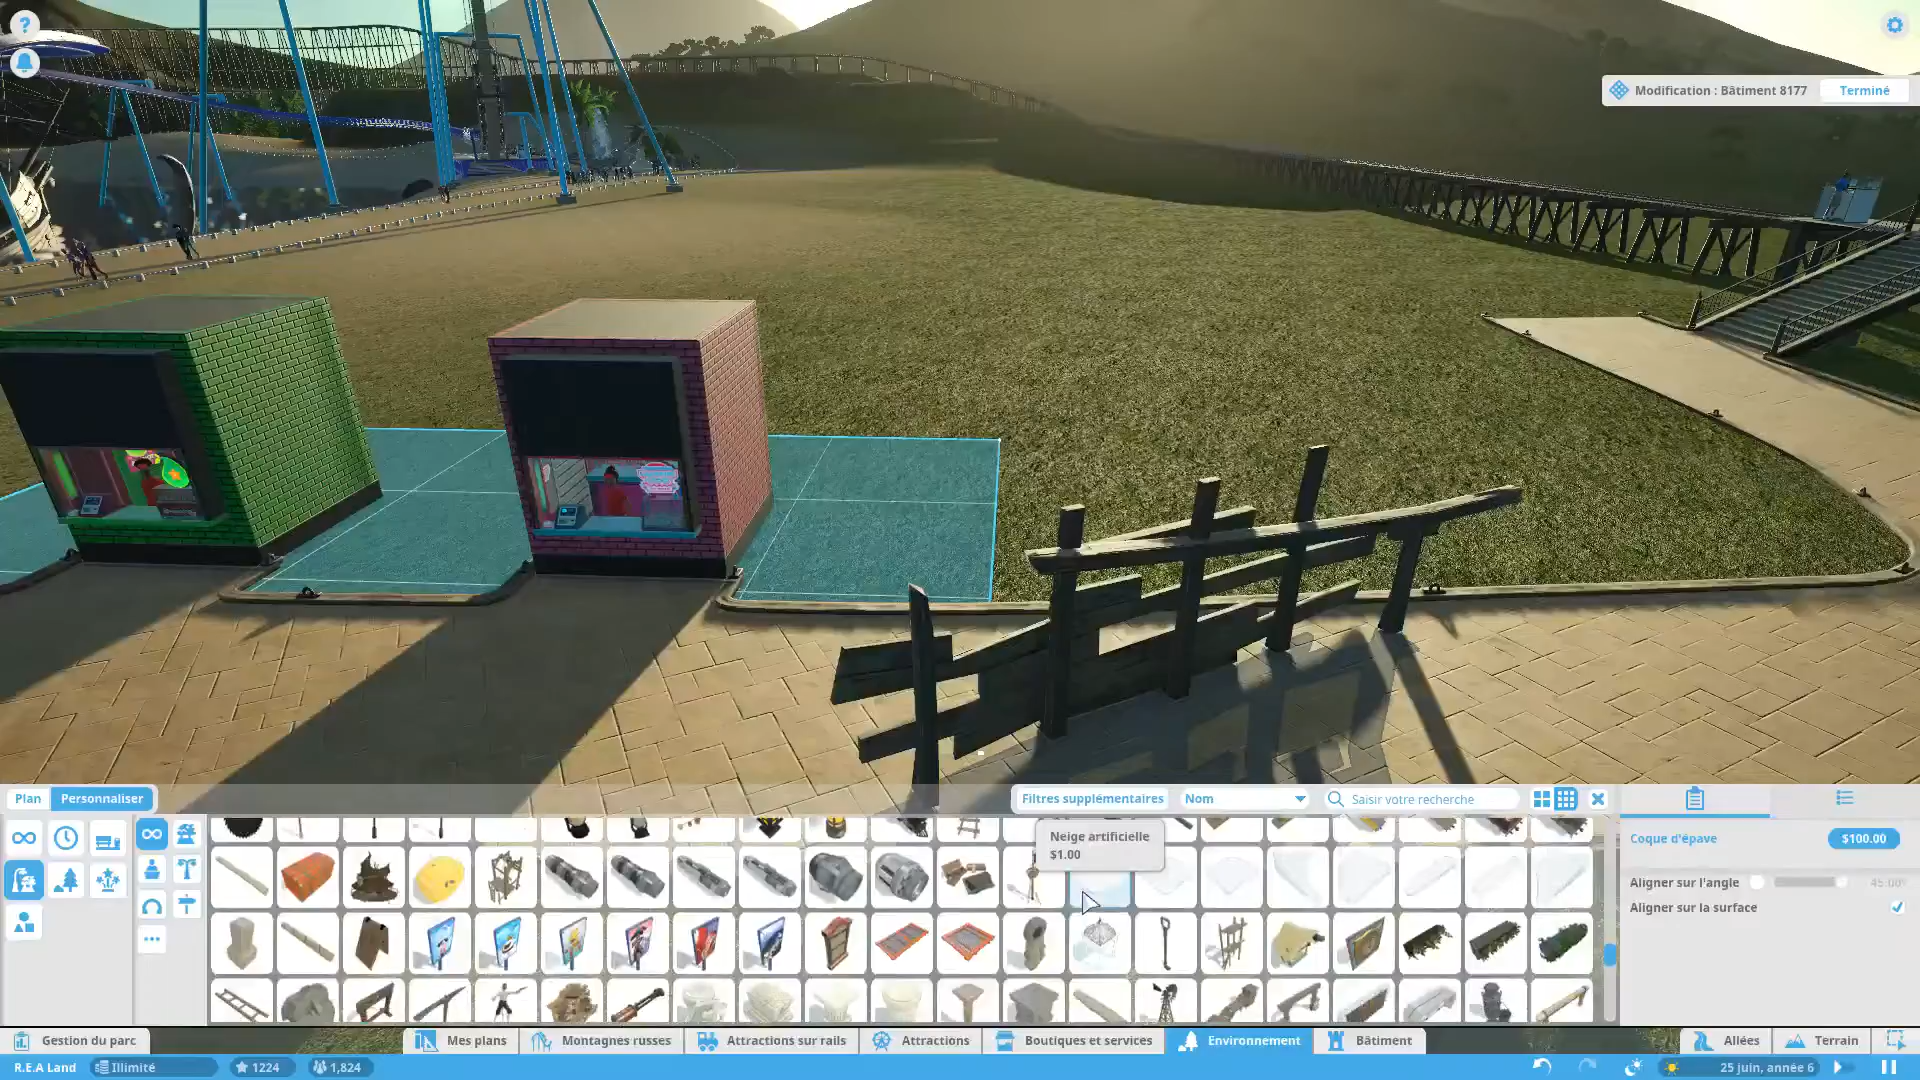 ?
Modification : Bâtiment 8177
Terminé
Plan
Personnaliser
Filtres supplémentaires
Nom
Saisir votre recherche
Neige artificielle
$1.00
Coque d'épave
$100.00
Aligner sur l'angle
45.00°
Aligner sur la surface
Gestion du parc
Mes plans
Montagnes russes
Attractions sur rails
Attractions
Boutiques et services
Environnement
Bâtiment
Allées
Terrain
R.E.A Land
Illimité
1224
1,824
25 juin, année 6